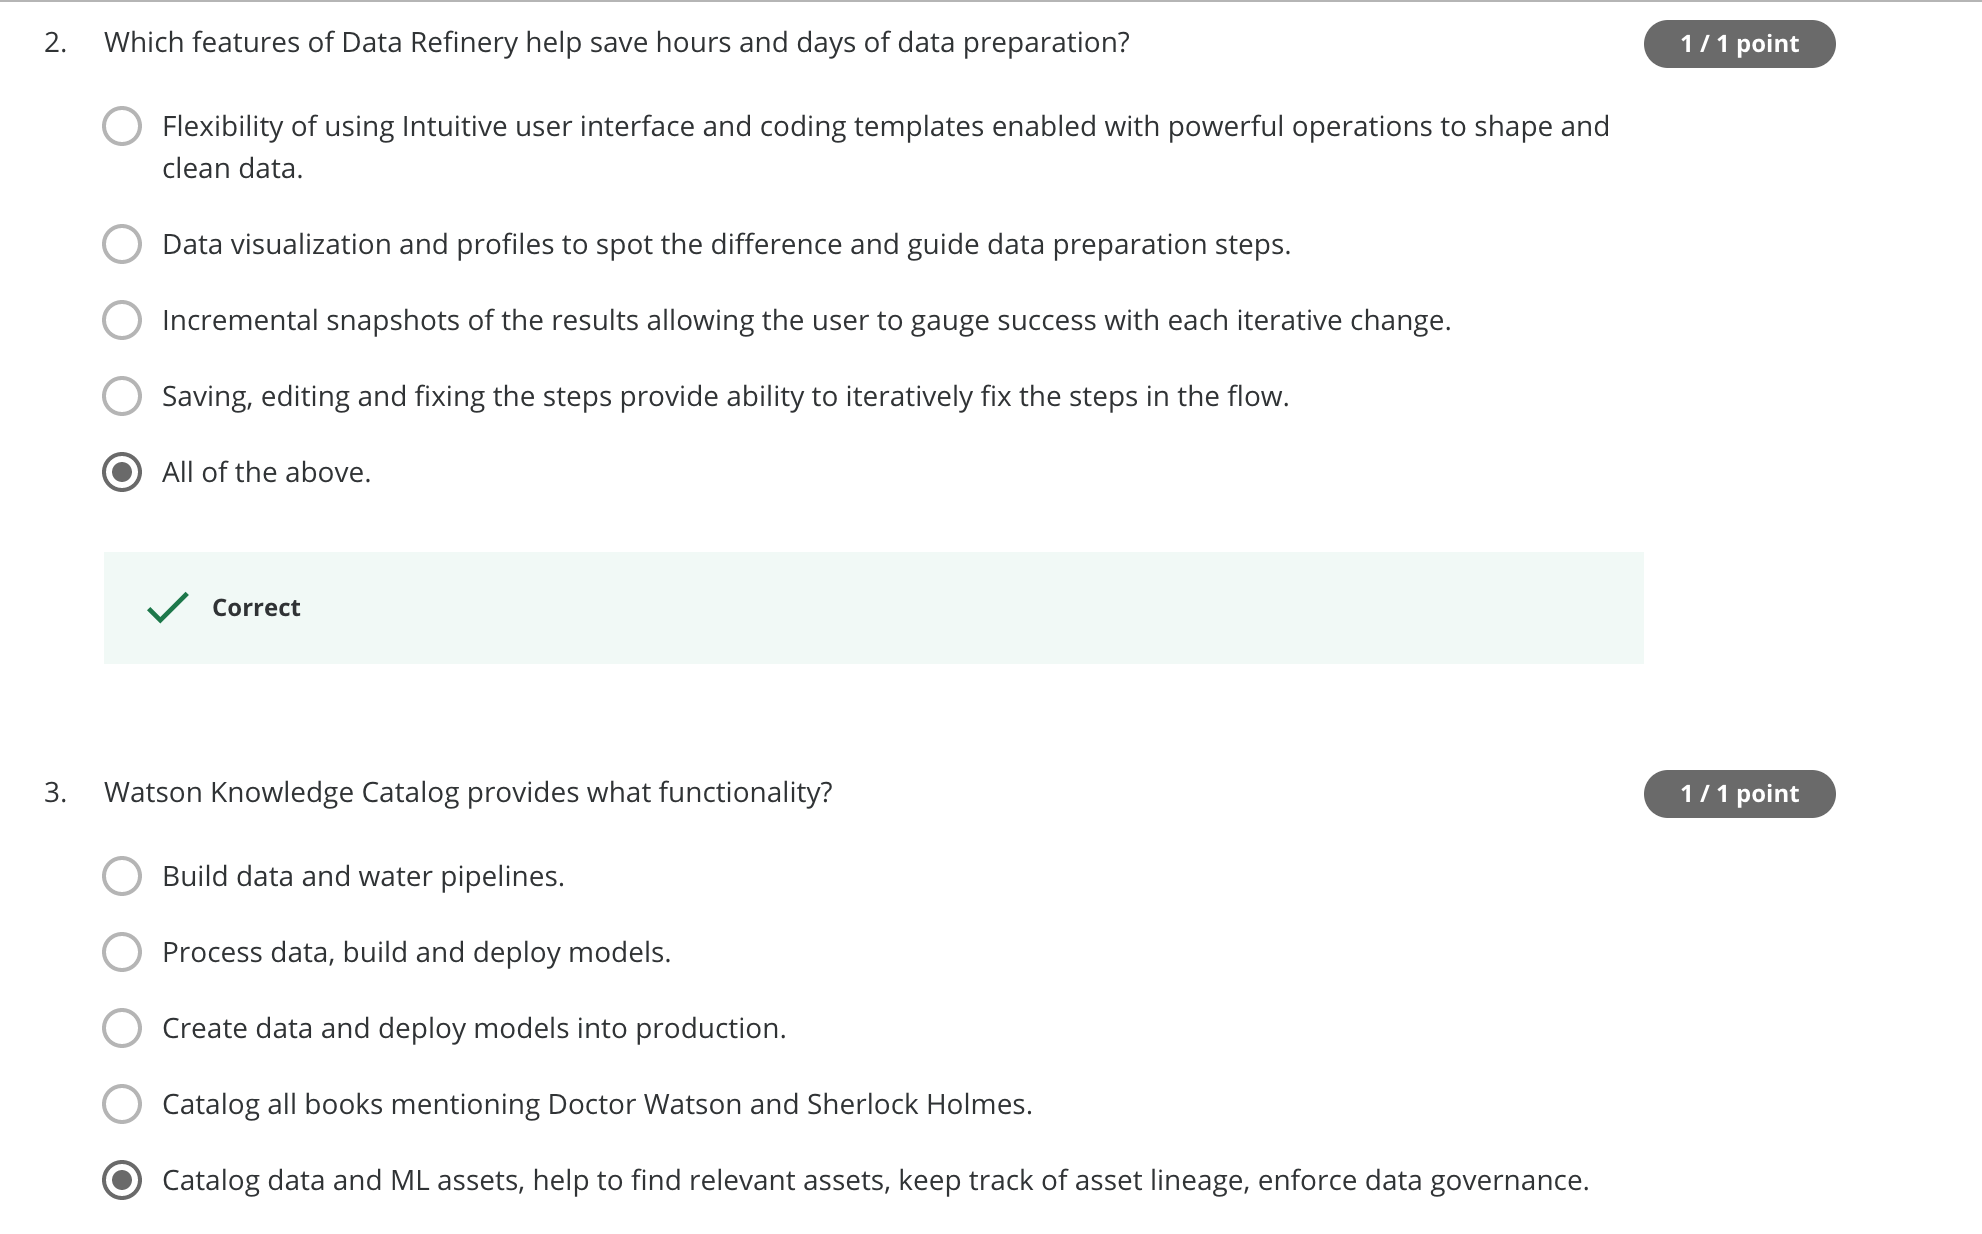 2. Which features of Data Refinery help save hours and days of data preparation?
1 / 1 point
Flexibility of using Intuitive user interface and coding templates enabled with powerful operations to shape and
clean data.
Data visualization and profiles to spot the difference and guide data preparation steps.
Incremental snapshots of the results allowing the user to gauge success with each iterative change.
Saving, editing and fixing the steps provide ability to iteratively fix the steps in the flow.
All of the above.
Correct
3. Watson Knowledge Catalog provides what functionality?
1 / 1 point
Build data and water pipelines.
Process data, build and deploy models.
Create data and deploy models into production.
Catalog all books mentioning Doctor Watson and Sherlock Holmes.
Catalog data and ML assets, help to find relevant assets, keep track of asset lineage, enforce data governance.